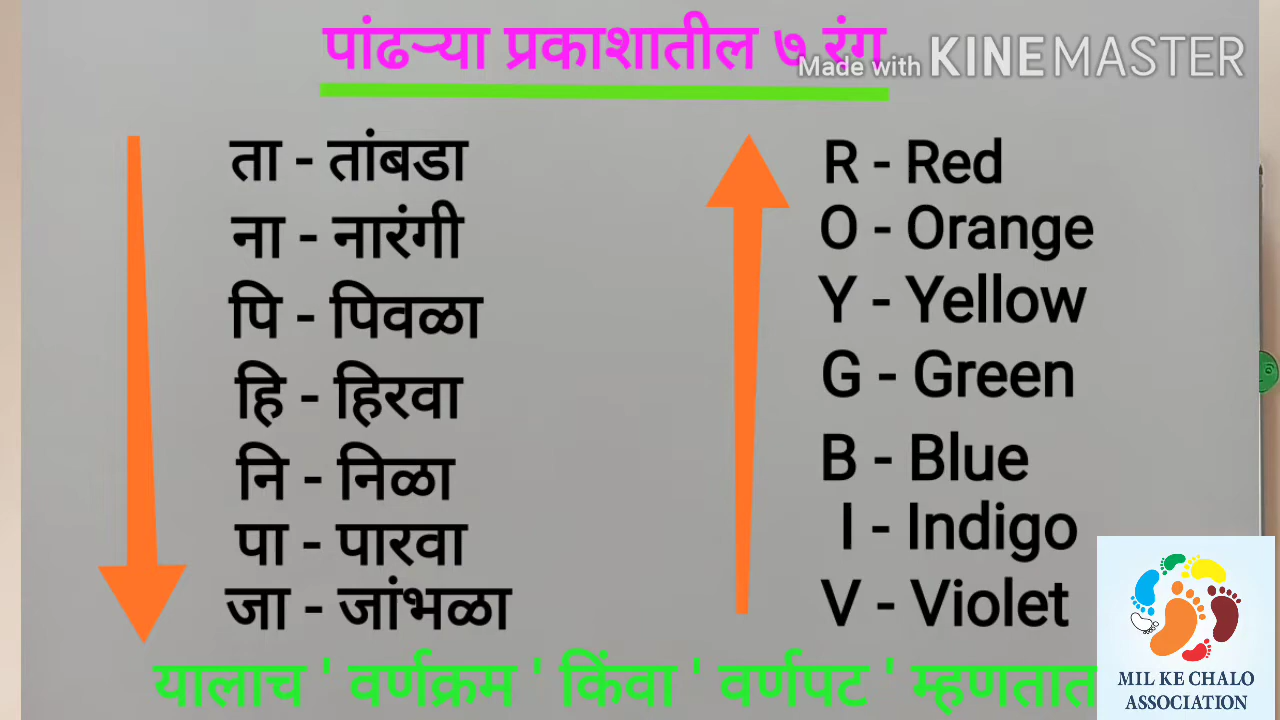 पांढऱ्या प्रकाशातील ७ रंग
Made with KINEMASTER
ता - तांबडा
ना - नारंगी
पि - पिवळा
हि - हिरवा
नि - निळा
पा - पारवा
जा - जांभळा
R - Red
O - Orange
Y - Yellow
G - Green
B - Blue
I - Indigo
V - Violet
यालाच ' वर्णक्रम ' किंवा ' वर्णपट ' म्हणतात
MIL KE CHALO
ASSOCIATION